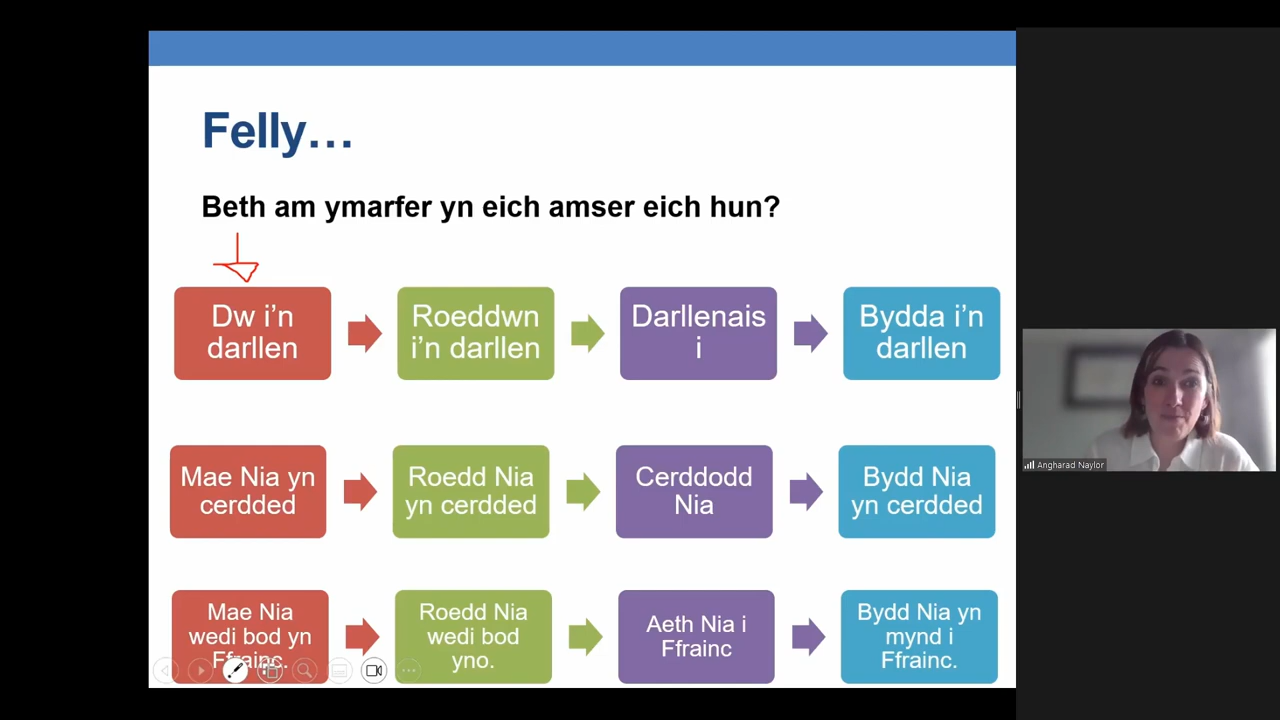 Felly…
Beth am ymarfer yn eich amser eich hun?
Dw i’n
darllen
Roeddwn
i’n darllen
Darllenais
i
Bydda i’n
darllen
Mae Nia yn
cerdded
Roedd Nia
yn cerdded
Cerddodd
Nia
Bydd Nia
yn cerdded
Mae Nia
wedi bod yn
Ffrainc.
Roedd Nia
wedi bod
yno.
Aeth Nia i
Ffrainc
Bydd Nia yn
mynd i
Ffrainc.
Angharad Naylor